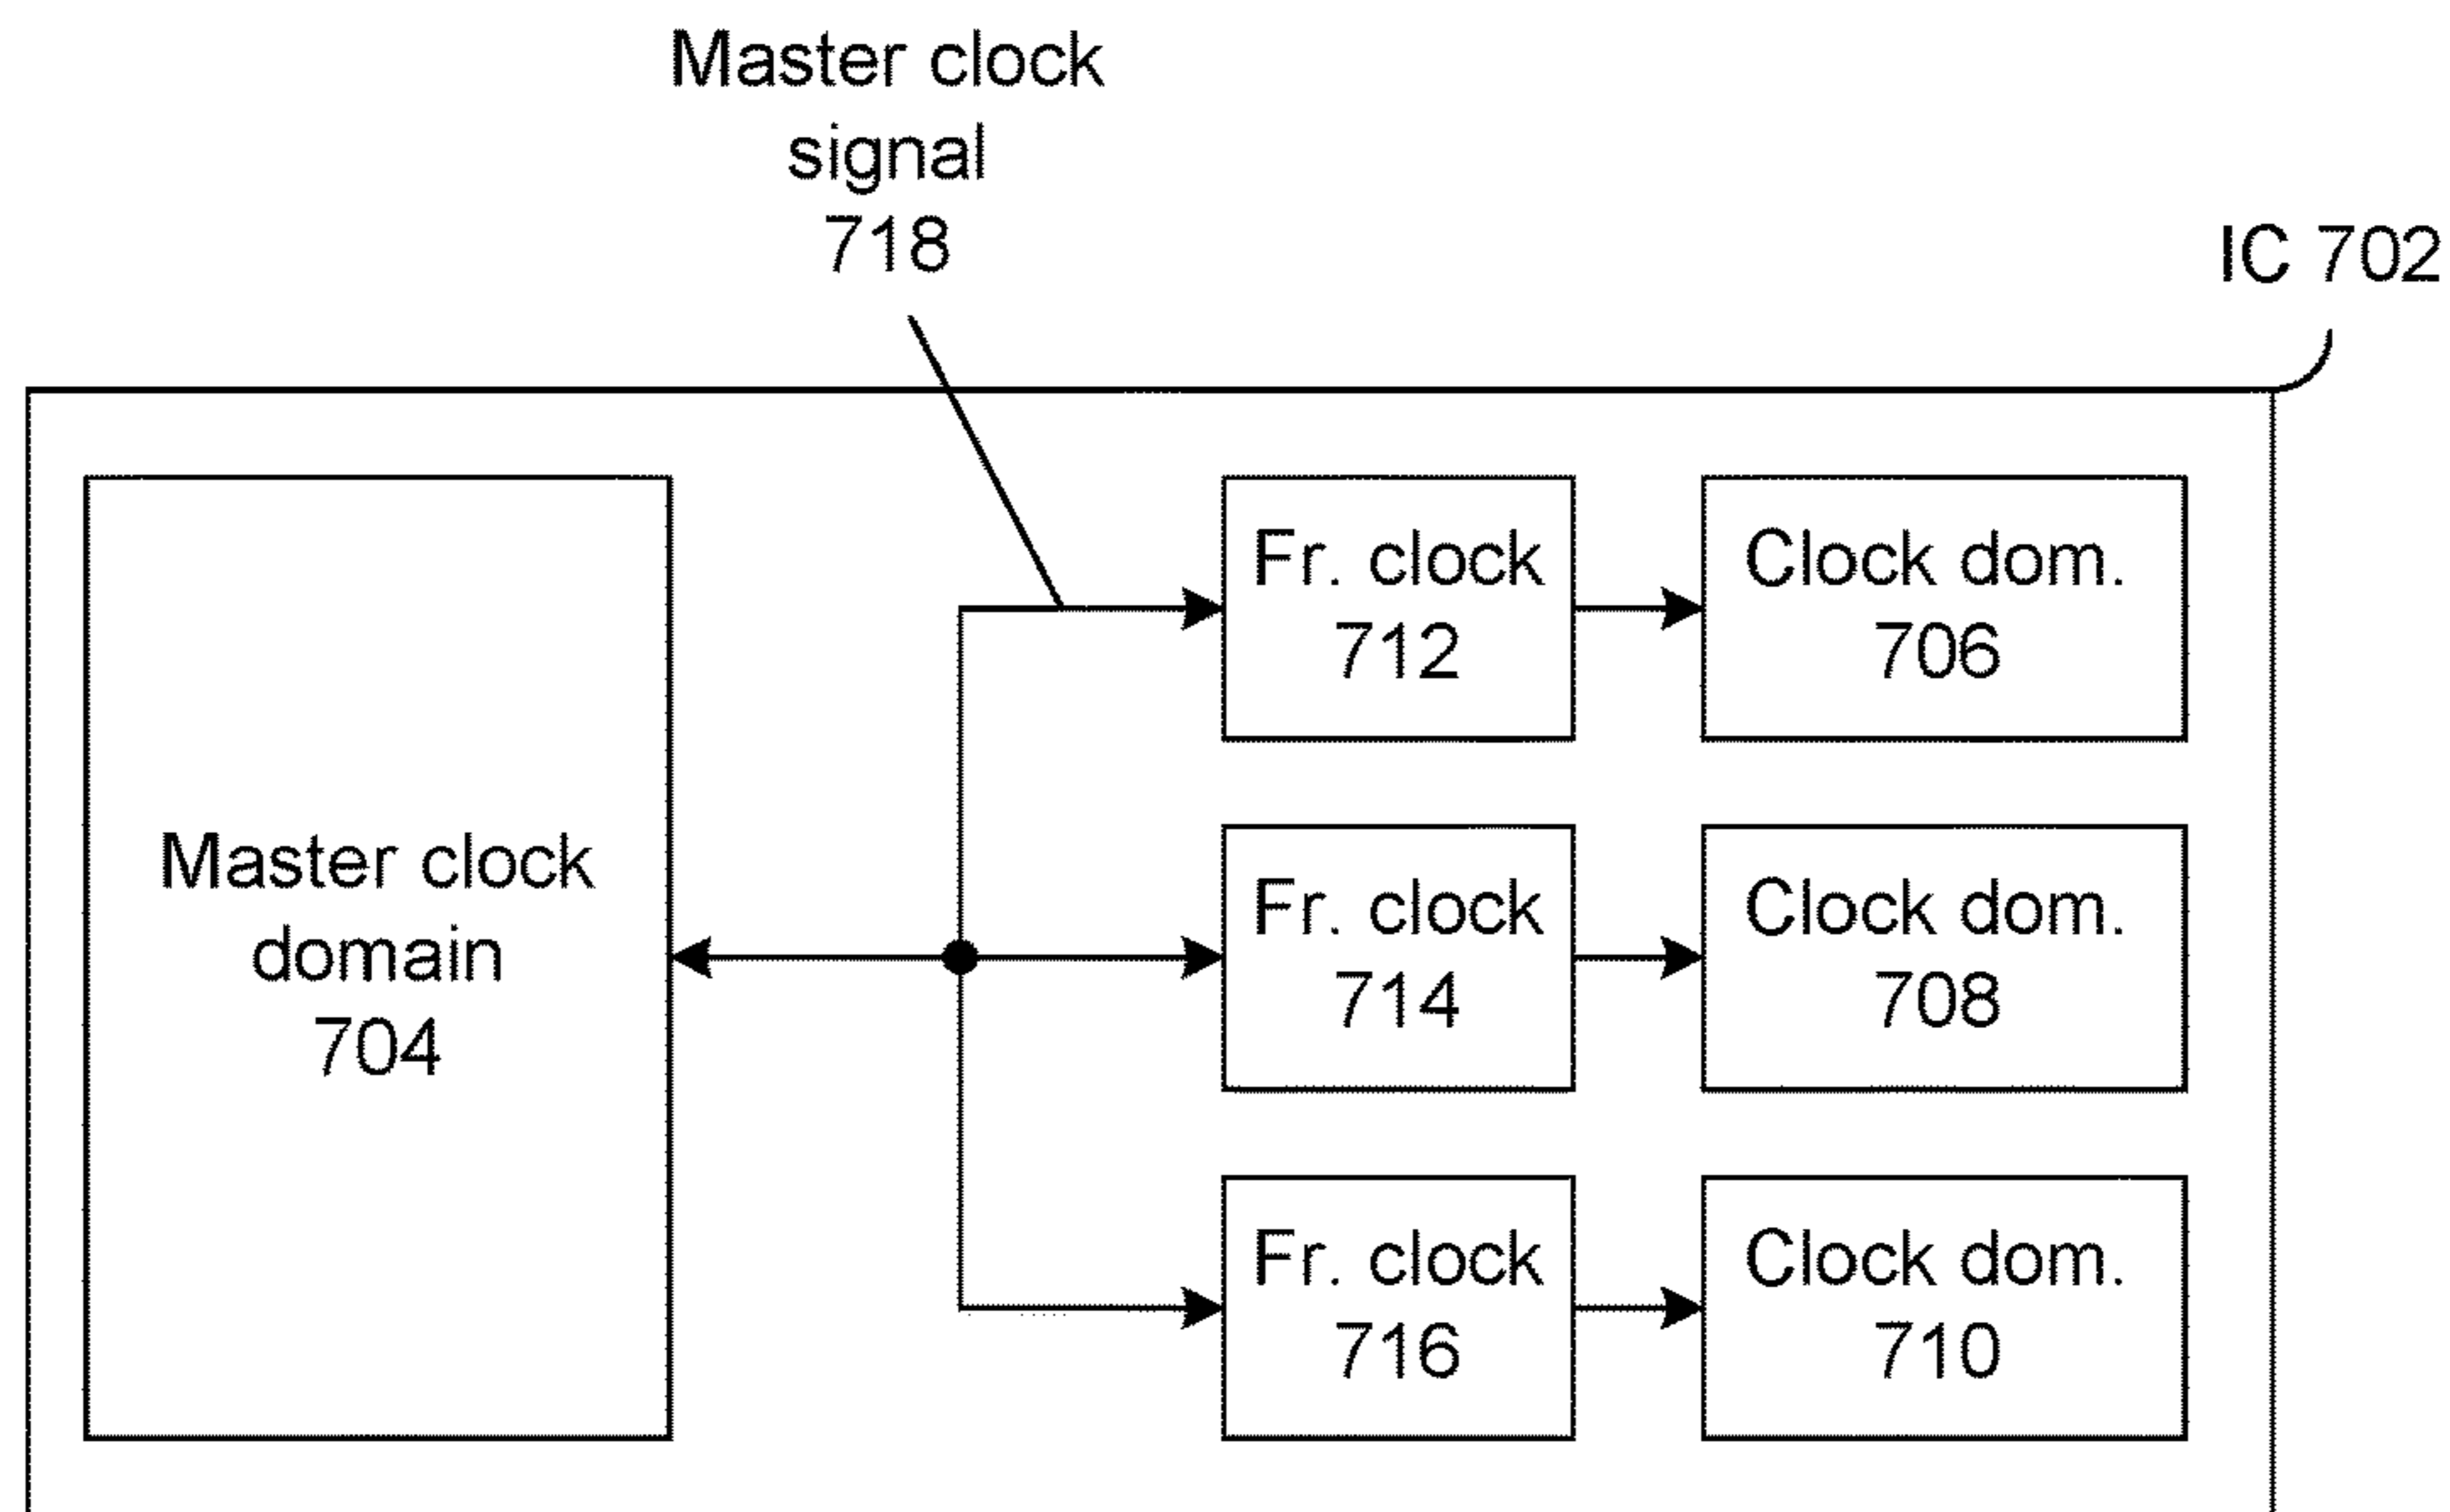 Master clock
signal
718
IC 702
Fr. clock
712
Clock dom.
706
Master clock
domain
704
Fr. clock
714
Clock dom.
708
Fr. clock
716
Clock dom.
710